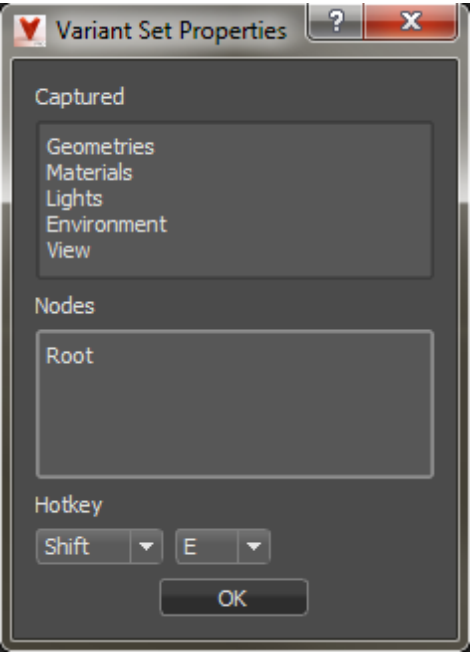 Variant Set Properties
?
Captured
Geometries
Materials
Lights
Environment
View
Nodes
Root
Hotkey
Shift E
OK